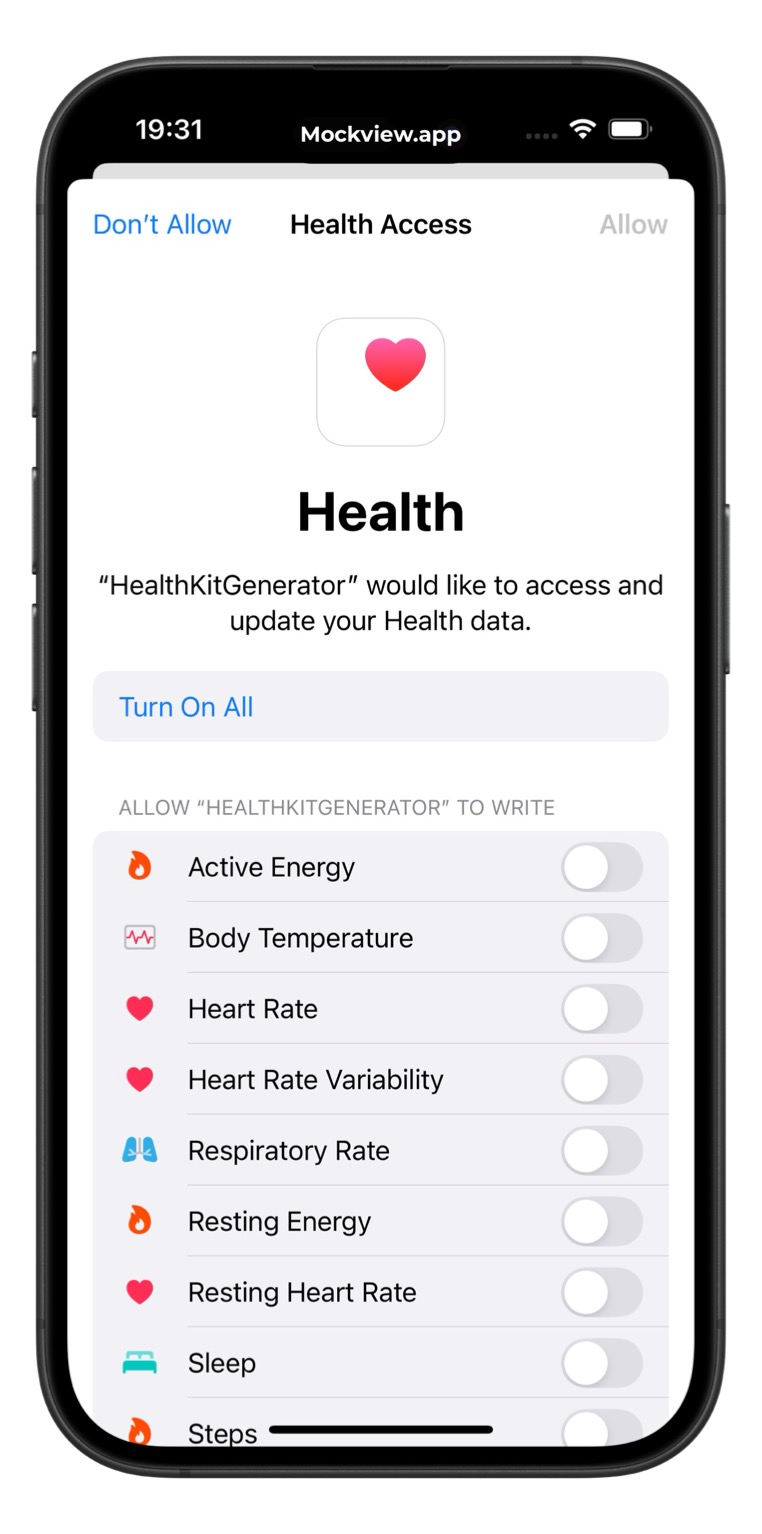 19:31
Mockview.app
Don’t Allow
Health Access
Allow
Health
“HealthKitGenerator” would like to access and
update your Health data.
Turn On All
ALLOW “HEALTHKITGENERATOR” TO WRITE
Active Energy
Body Temperature
Heart Rate
Heart Rate Variability
Respiratory Rate
Resting Energy
Resting Heart Rate
Sleep
Steps